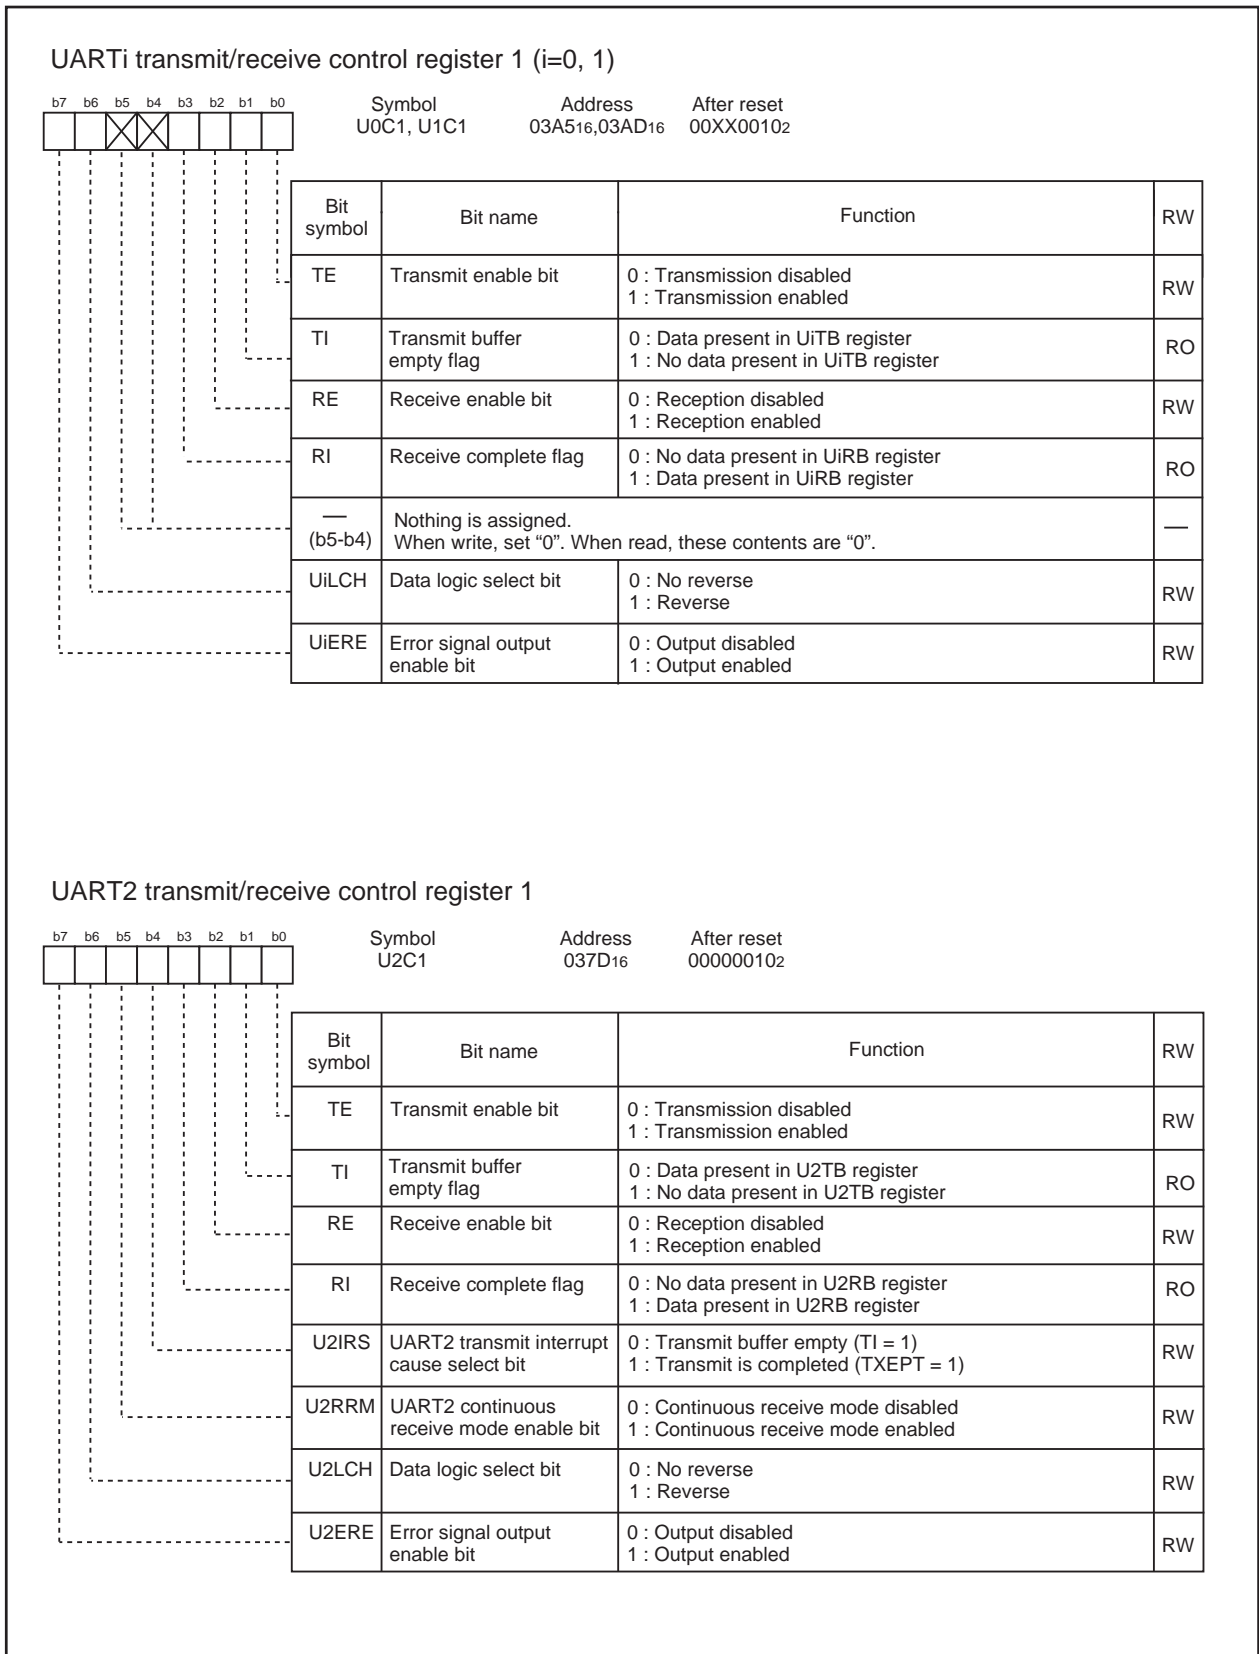 UARTi transmit/receive control register 1 (i=0, 1)
b7 b6 b5 b4 b3 b2 b1 b0
Symbol Address After reset
U0C1, U1C1 03A516,03AD16 00XX00102
Bit symbol Bit name Function RW
TE Transmit enable bit 0 : Transmission disabled
1 : Transmission enabled RW
TI Transmit buffer empty flag 0 : Data present in UiTB register
1 : No data present in UiTB register RO
RE Receive enable bit 0 : Reception disabled
1 : Reception enabled RW
RI Receive complete flag 0 : No data present in UiRB register
1 : Data present in UiRB register RO
— (b5-b4) Nothing is assigned.
When write, set “0”. When read, these contents are “0”. —
UiLCH Data logic select bit 0 : No reverse
1 : Reverse RW
UiERE Error signal output enable bit 0 : Output disabled
1 : Output enabled RW
UART2 transmit/receive control register 1
b7 b6 b5 b4 b3 b2 b1 b0
Symbol Address After reset
U2C1 037D16 000000102
Bit symbol Bit name Function RW
TE Transmit enable bit 0 : Transmission disabled
1 : Transmission enabled RW
TI Transmit buffer empty flag 0 : Data present in U2TB register
1 : No data present in U2TB register RO
RE Receive enable bit 0 : Reception disabled
1 : Reception enabled RW
RI Receive complete flag 0 : No data present in U2RB register
1 : Data present in U2RB register RO
U2IRS UART2 transmit interrupt cause select bit 0 : Transmit buffer empty (TI = 1)
1 : Transmit is completed (TXEPT = 1) RW
U2RRM UART2 continuous receive mode enable bit 0 : Continuous receive mode disabled
1 : Continuous receive mode enabled RW
U2LCH Data logic select bit 0 : No reverse
1 : Reverse RW
U2ERE Error signal output enable bit 0 : Output disabled
1 : Output enabled RW